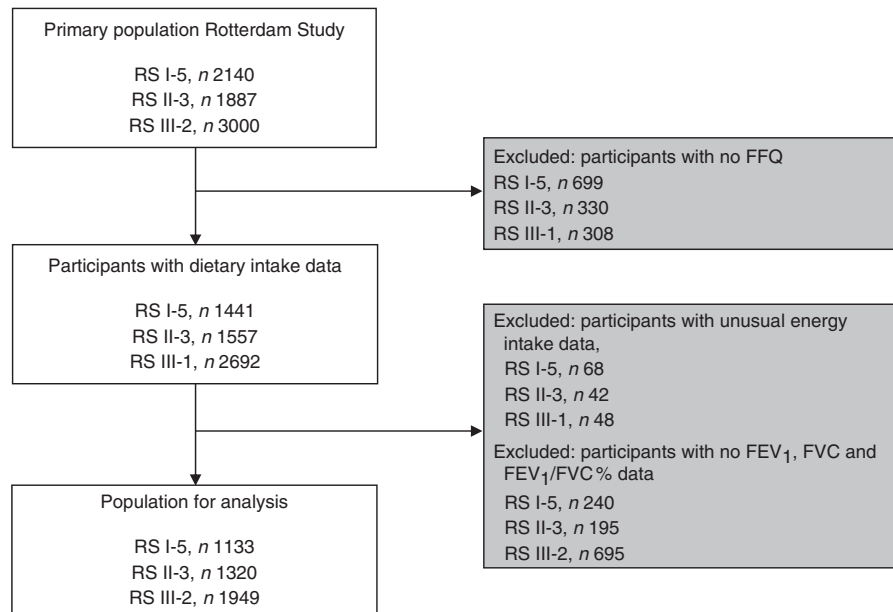 Primary population Rotterdam Study
RS I-5, n 2140
RS II-3, n 1887
RS III-2, n 3000
Excluded: participants with no FFQ
RS I-5, n 699
RS II-3, n 330
RS III-1, n 308
Participants with dietary intake data
RS I-5, n 1441
RS II-3, n 1557
RS III-1, n 2692
Excluded: participants with unusual energy
intake data,
RS I-5, n 68
RS II-3, n 42
RS III-1, n 48
Excluded: participants with no FEV1, FVC and
FEV1/FVC % data
RS I-5, n 240
RS II-3, n 195
RS III-2, n 695
Population for analysis
RS I-5, n 1133
RS II-3, n 1320
RS III-2, n 1949